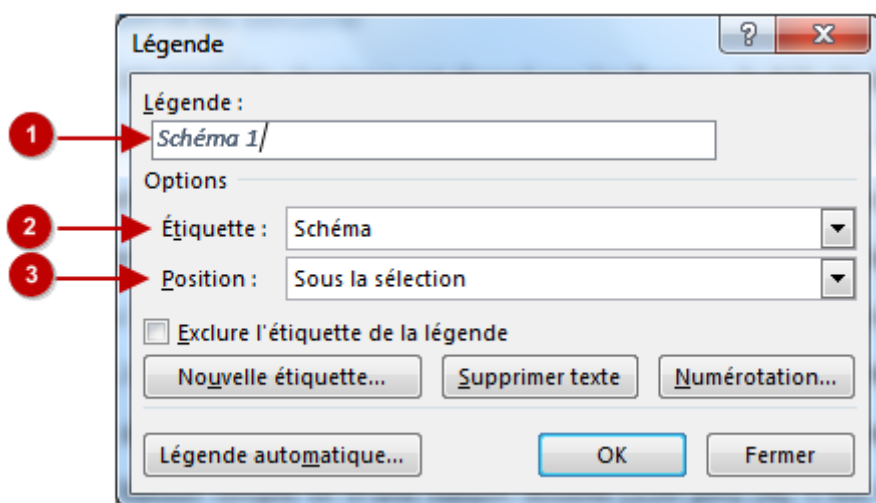 Légende
Légende :
1
Schéma 1
Options
2
Étiquette : Schéma
3
Position : Sous la sélection
Exclure l'étiquette de la légende
Nouvelle étiquette... Supprimer texte Numérotation...
Légende automatique... OK Fermer